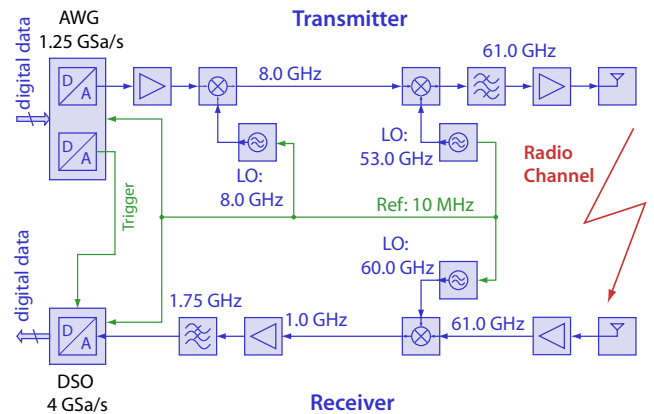 AWG
1.25 GSa/s
Transmitter
digital data
D
A
8.0 GHz
61.0 GHz
D
A
LO:
8.0 GHz
LO:
53.0 GHz
Radio
Channel
Trigger
Ref: 10 MHz
LO:
60.0 GHz
digital data
D
A
1.75 GHz
1.0 GHz
61.0 GHz
DSO
4 GSa/s
Receiver